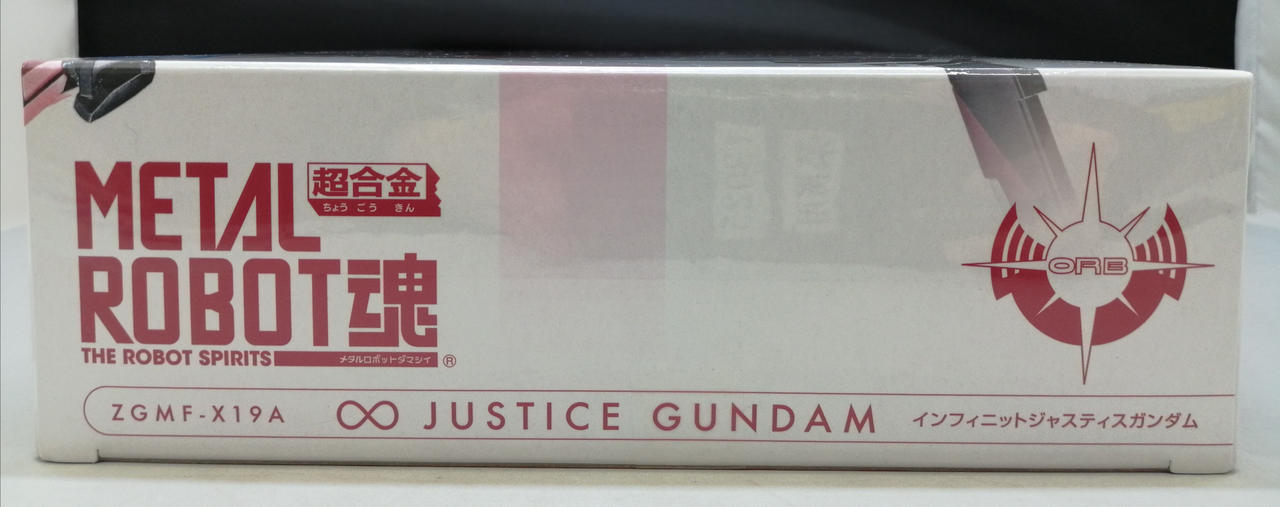 METAL
超合金
ちょう ごう きん
ROBOT魂
THE ROBOT SPIRITS
メタルロボットダマシイ ®
ORB
ZGMF-X19A ∞ JUSTICE GUNDAM インフィニットジャスティスガンダム